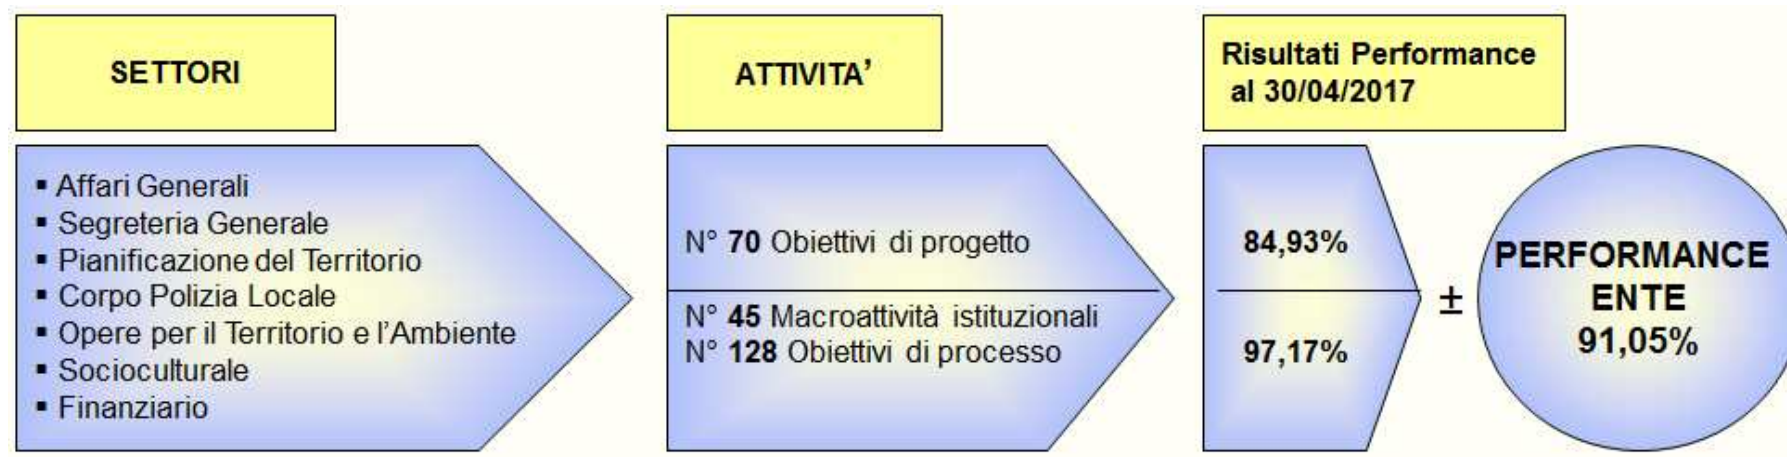 SETTORI
▪ Affari Generali
▪ Segreteria Generale
▪ Pianificazione del Territorio
▪ Corpo Polizia Locale
▪ Opere per il Territorio e l'Ambiente
▪ Socioculturale
▪ Finanziario
ATTIVITA'
N° 70 Obiettivi di progetto
N° 45 Macroattività istituzionali
N° 128 Obiettivi di processo
Risultati Performance
al 30/04/2017
84,93%
97,17%
±
PERFORMANCE
ENTE
91,05%